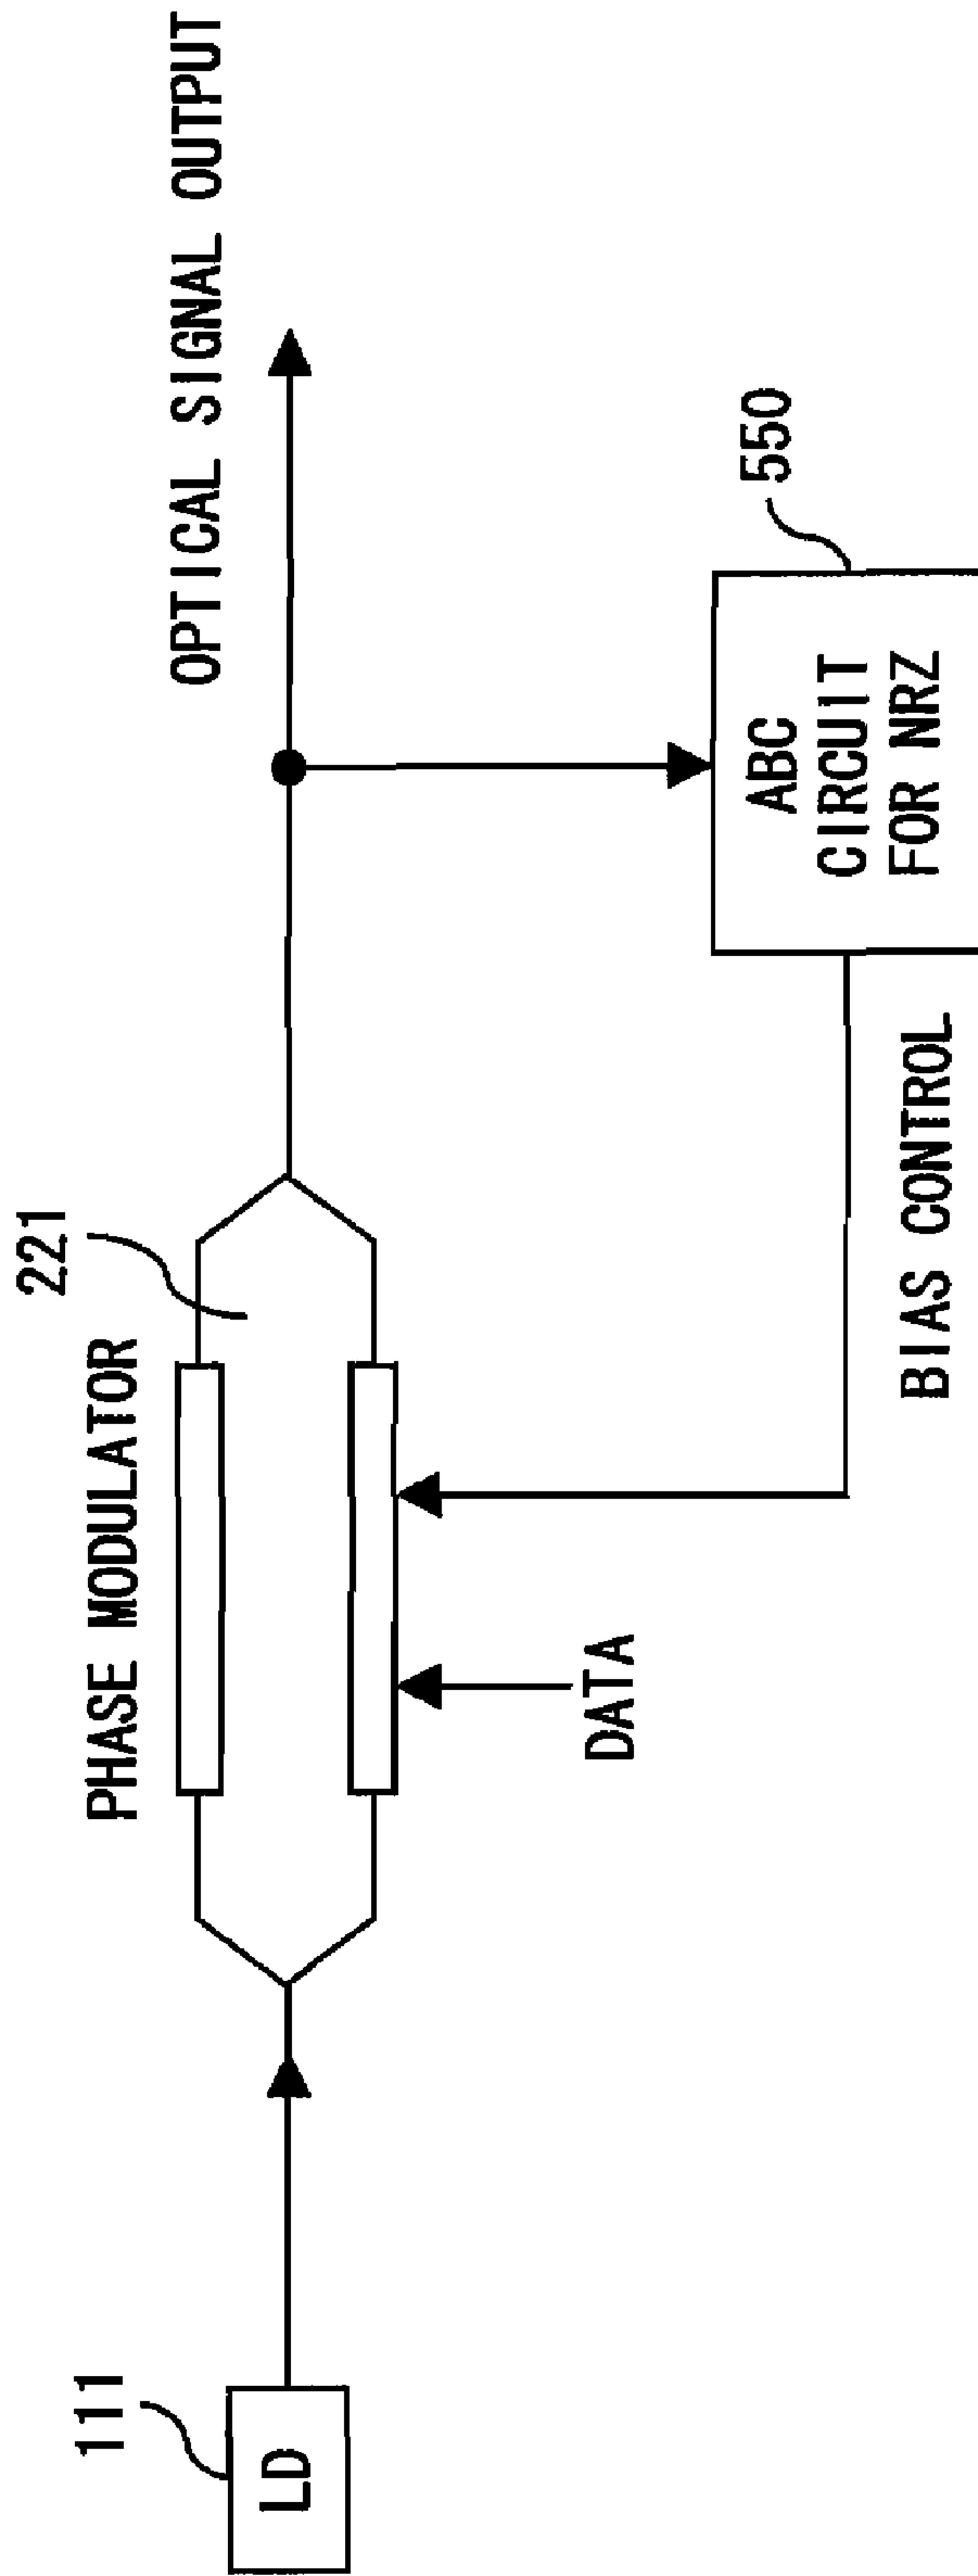 111
LD
PHASE MODULATOR
221
DATA
OPTICAL SIGNAL OUTPUT
BIAS CONTROL
ABC
CIRCUIT
FOR NRZ
550